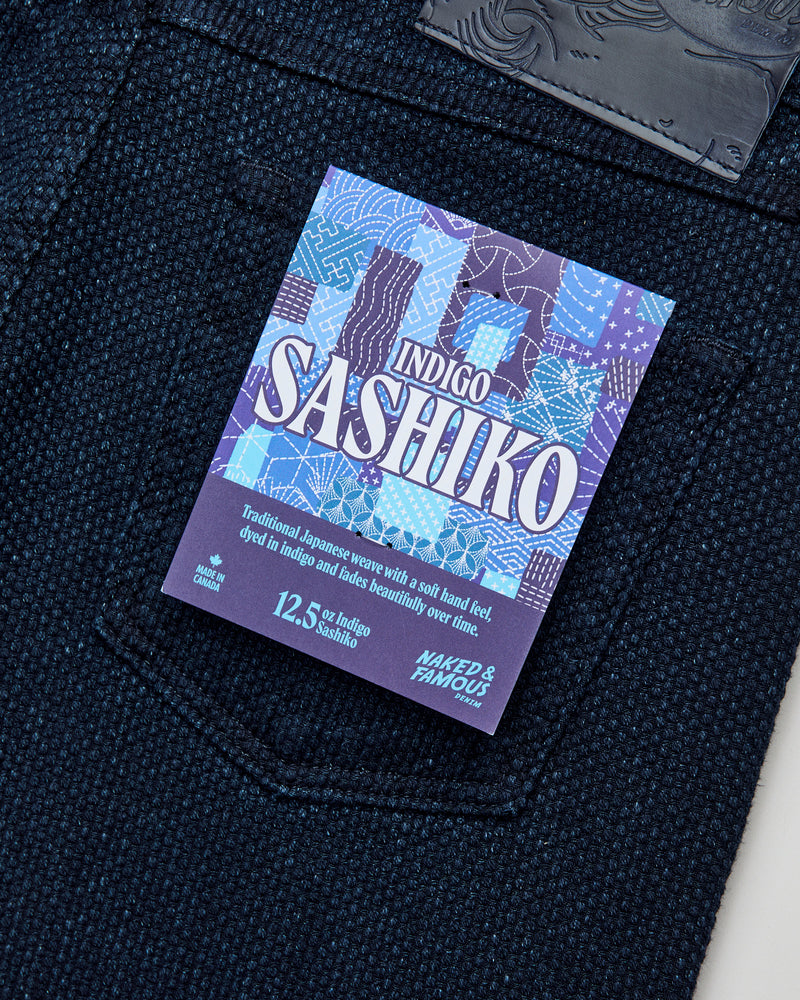 INDIGO
SASHIKO
Traditional Japanese weave with a soft hand feel,
dyed in indigo and fades beautifully over time.
MADE IN
CANADA
12.5 oz Indigo
Sashiko
NAKED &
FAMOUS
DENIM